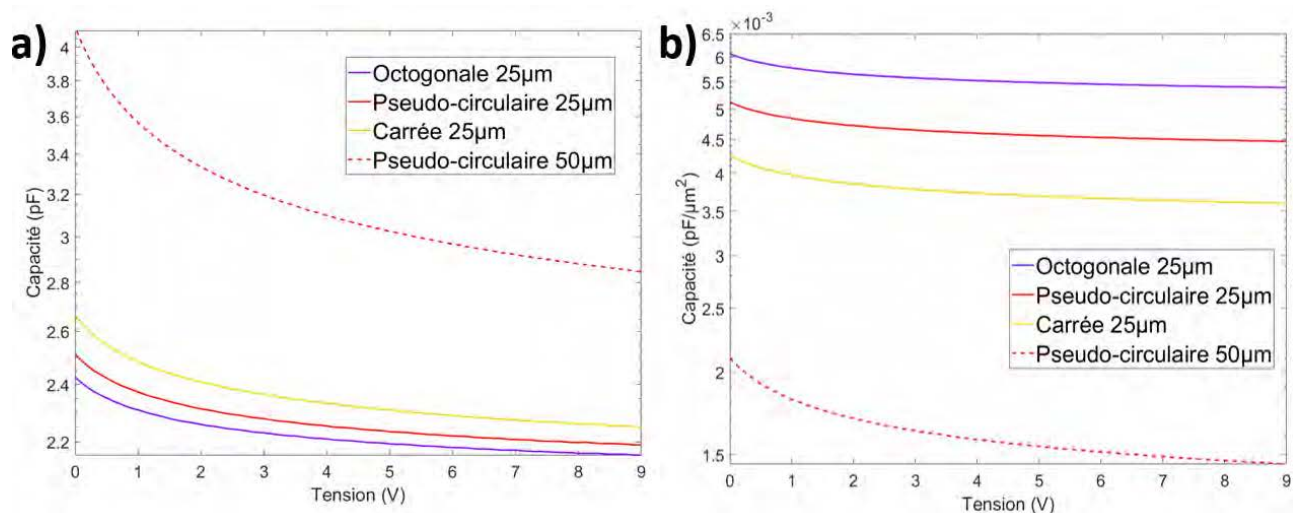 a)
4
3.8
3.6
3.4
3.2
3
2.8
2.6
2.4
2.2
Capacité (pF)
0 1 2 3 4 5 6 7 8 9
Tension (V)
Octogonale 25µm
Pseudo-circulaire 25µm
Carrée 25µm
Pseudo-circulaire 50µm
b)
×10⁻³
6.5
6
5.5
5
4.5
4
3.5
3
2.5
2
1.5
Capacité (pF/µm²)
0 1 2 3 4 5 6 7 8 9
Tension (V)
Octogonale 25µm
Pseudo-circulaire 25µm
Carrée 25µm
Pseudo-circulaire 50µm